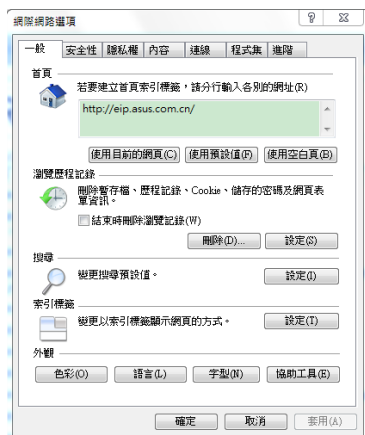 網際網路選項
一般 安全性 隱私權 內容 連線 程式集 進階
首頁
若要建立首頁索引標籤，請分行輸入各別的網址(R)
http://eip.asus.com.cn/
使用目前的網頁(C) 使用預設值(F) 使用空白頁(B)
瀏覽歷程記錄
刪除暫存檔、歷程記錄、Cookie、儲存的密碼及網頁表
單資訊。
結束時刪除瀏覽記錄(W)
刪除(D)... 設定(S)
搜尋
變更搜尋預設值。 設定(I)
索引標籤
變更以索引標籤顯示網頁的方式。 設定(T)
外觀
色彩(O) 語言(L) 字型(N) 協助工具(E)
確定 取消 套用(A)